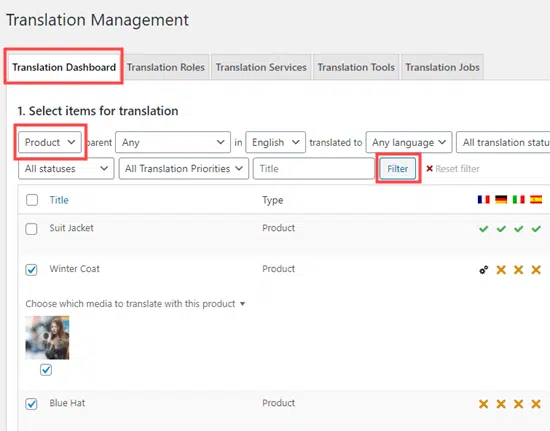 Translation Management
Translation Dashboard Translation Roles Translation Services Translation Tools Translation Jobs
1. Select items for translation
Product parent Any in English translated to Any language All translation statu
All statuses All Translation Priorities Title Filter Reset filter
Title Type
Suit Jacket Product
Winter Coat Product
Choose which media to translate with this product
Blue Hat Product